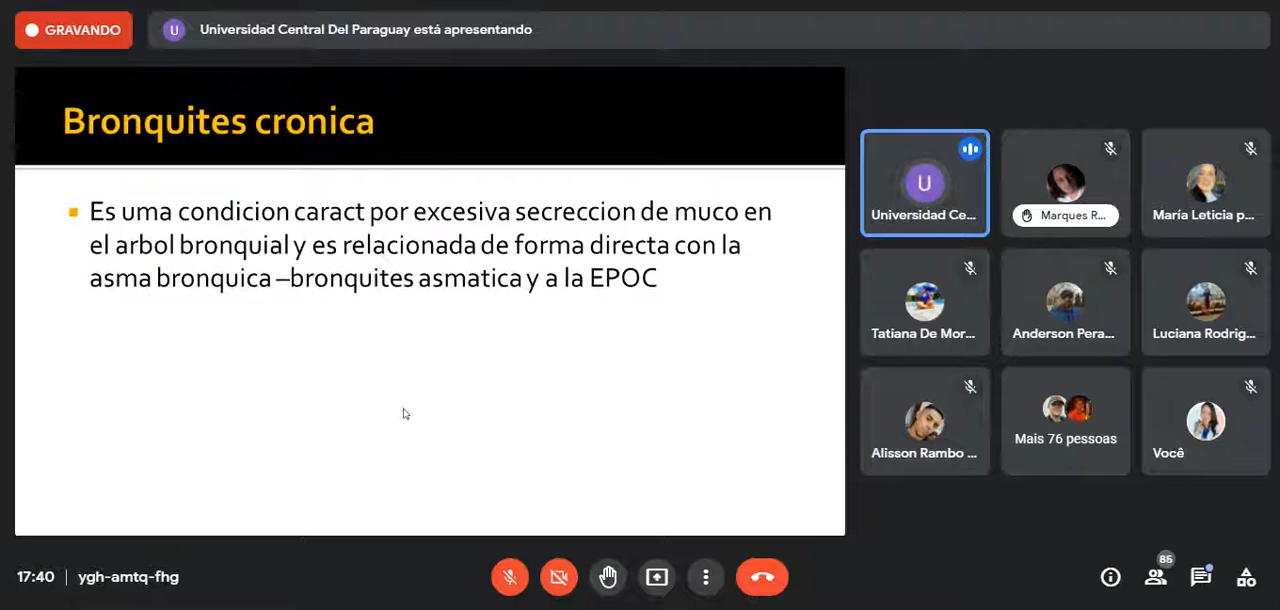 GRAVANDO
U
Universidad Central Del Paraguay está apresentando
Bronquites cronica
Es uma condicion caract por excesiva secreccion de muco en
el arbol bronquial y es relacionada de forma directa con la
asma bronquica –bronquites asmatica y a la EPOC
U
Universidad Ce...
Marques R...
María Leticia p...
Tatiana De Mor...
Anderson Pera...
Luciana Rodrig...
Alisson Rambo ...
Mais 76 pessoas
Você
17:40 | ygh-amtq-fhg
85